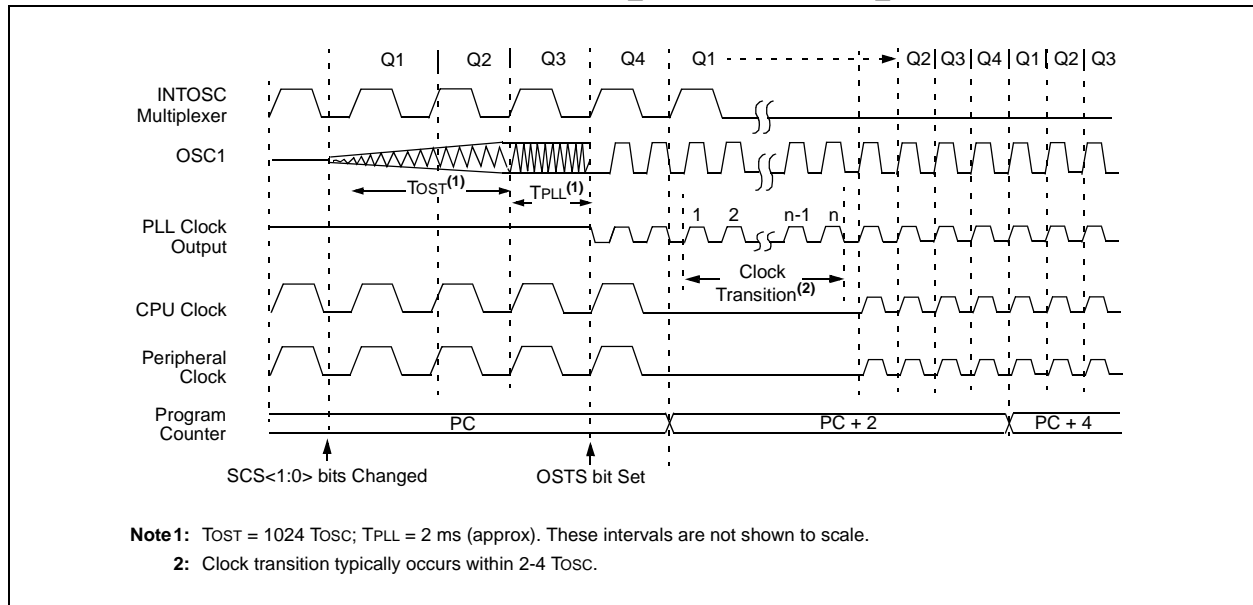 Q1 Q2 Q3 Q4 Q1 Q2 Q3 Q4 Q1 Q2 Q3
INTOSC
Multiplexer
OSC1
TOST(1) TPLL(1)
1 2 n-1 n
PLL Clock
Output
Clock
Transition(2)
CPU Clock
Peripheral
Clock
Program
Counter
PC PC + 2 PC + 4
SCS<1:0> bits Changed OSTS bit Set
Note 1: TOST = 1024 TOSC; TPLL = 2 ms (approx). These intervals are not shown to scale.
2: Clock transition typically occurs within 2-4 TOSC.